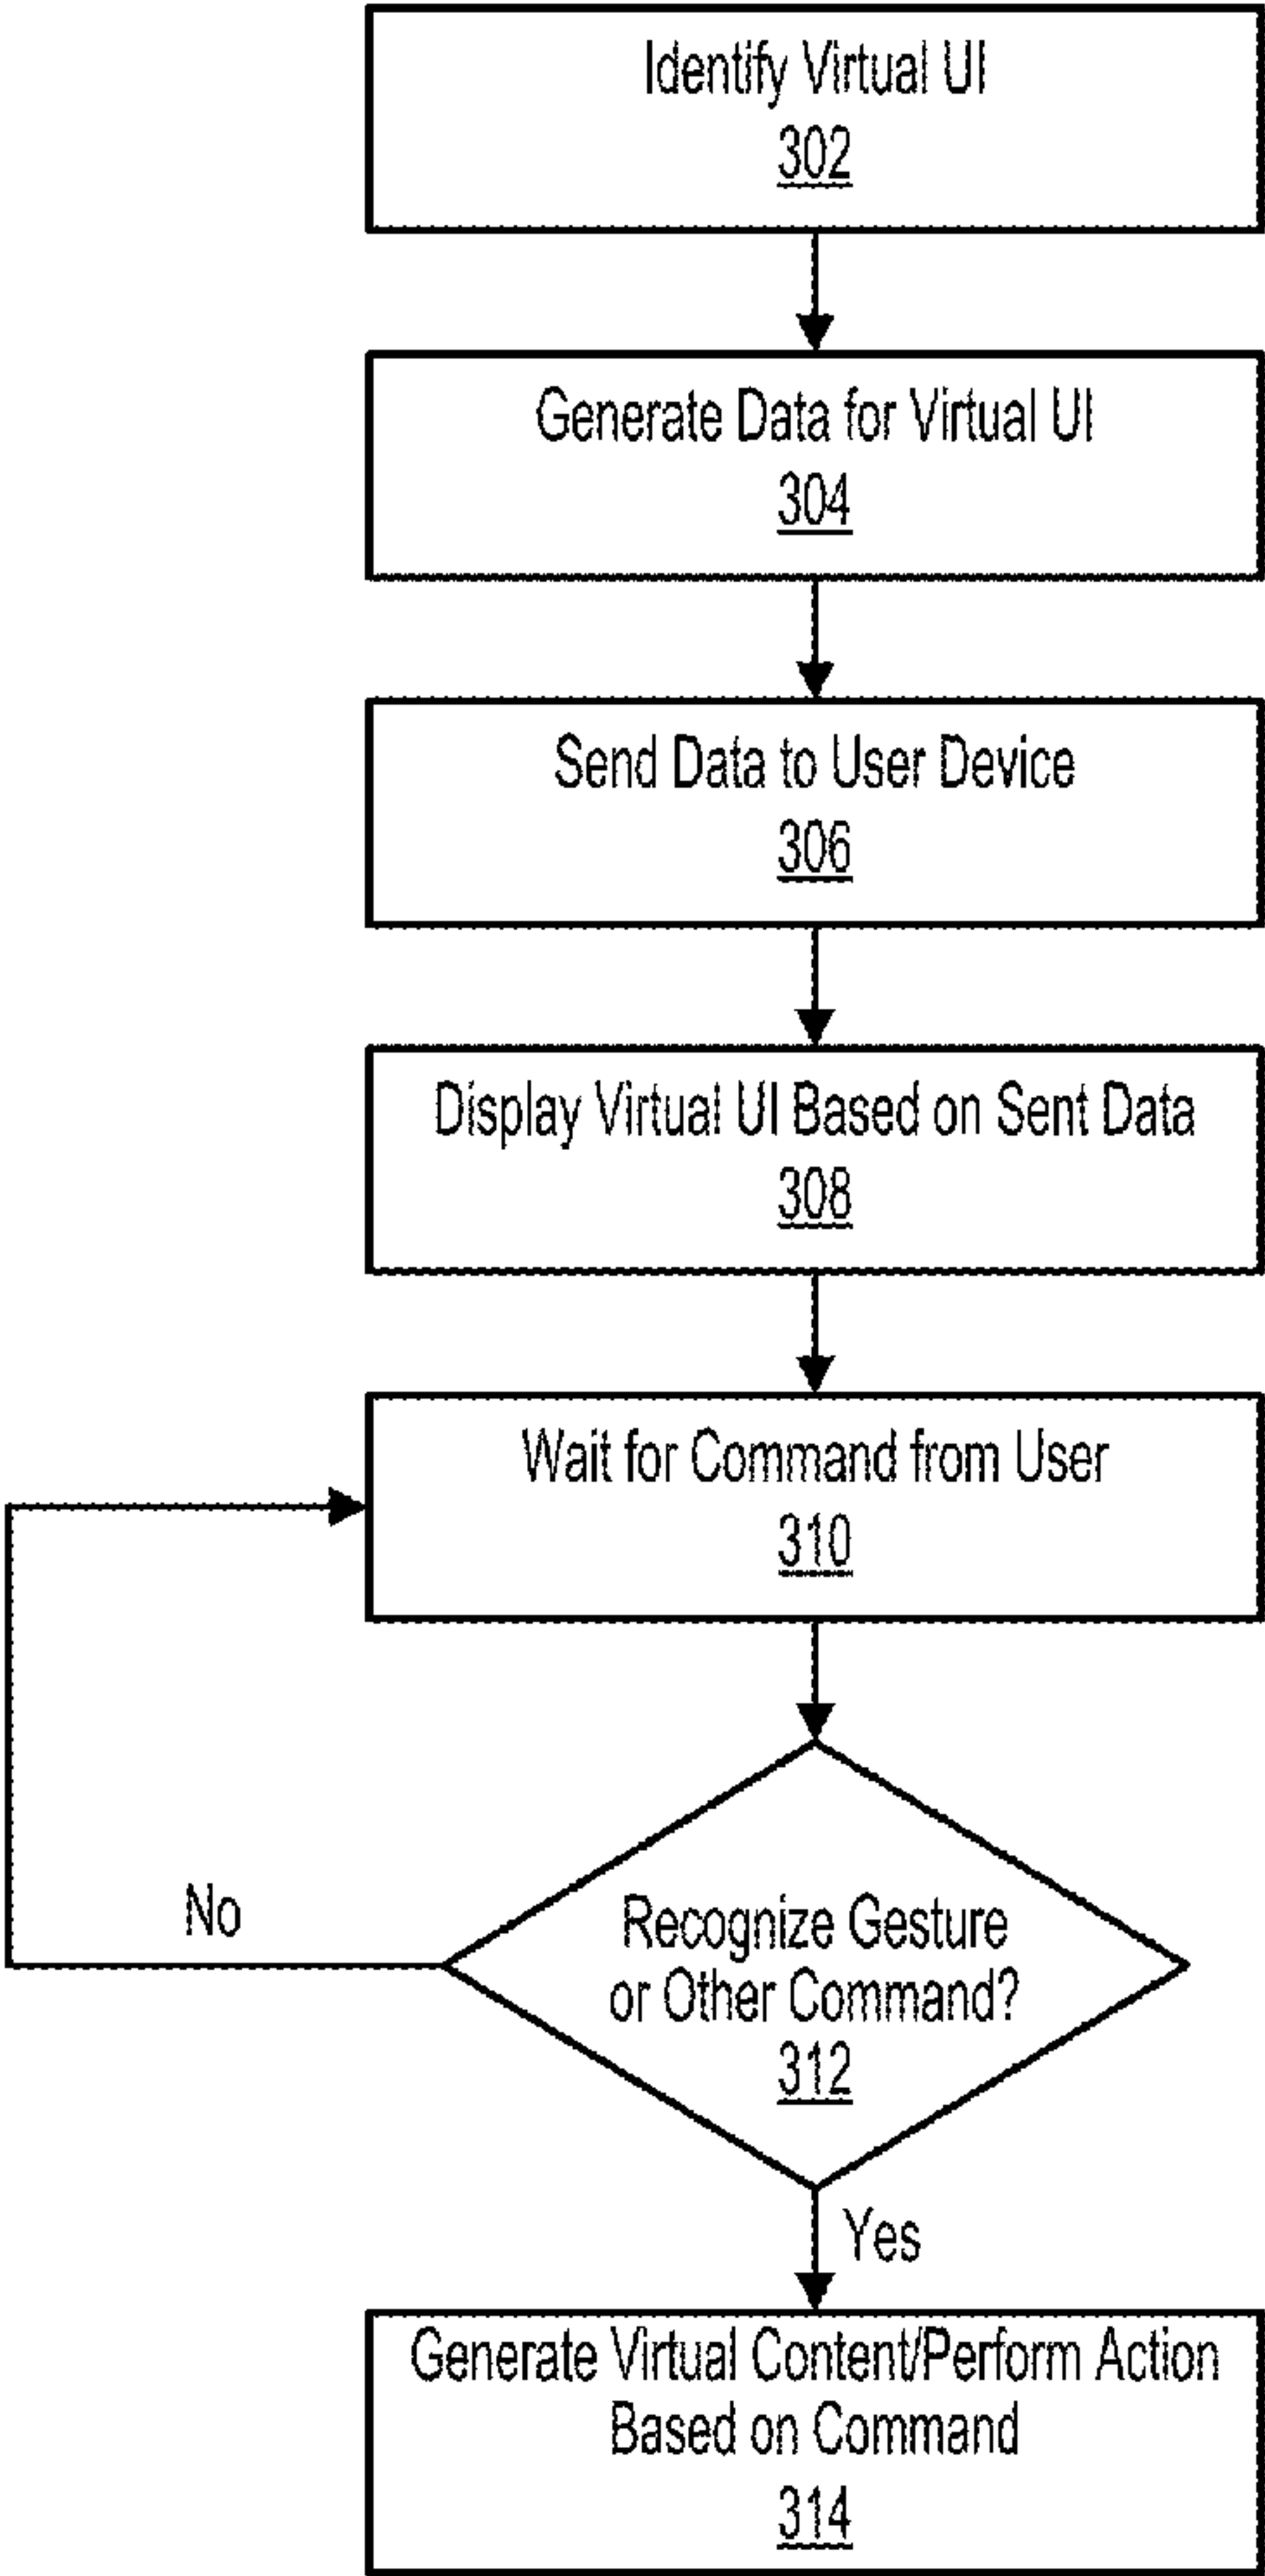 Identify Virtual UI
302
Generate Data for Virtual UI
304
Send Data to User Device
306
Display Virtual UI Based on Sent Data
308
Wait for Command from User
310
No
Recognize Gesture
or Other Command?
312
Yes
Generate Virtual Content/Perform Action
Based on Command
314